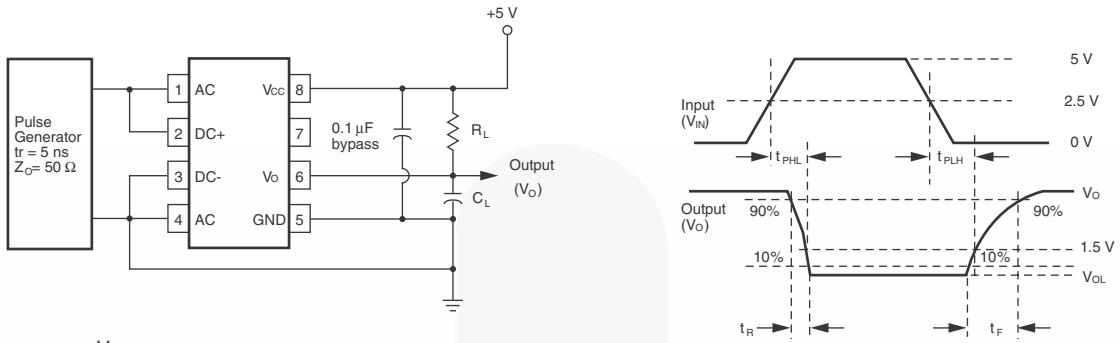 +5 V
Pulse
Generator
tr = 5 ns
ZO= 50 Ω
1 AC
2 DC+
3 DC-
4 AC
VCC 8
7
VO 6
GND 5
0.1 μF
bypass
RL
CL
Output
(VO)
Input
(VIN)
5 V
2.5 V
0 V
tPHL
tPLH
Output
(VO)
90%
10%
VO
90%
1.5 V
10%
VOL
tR
tF